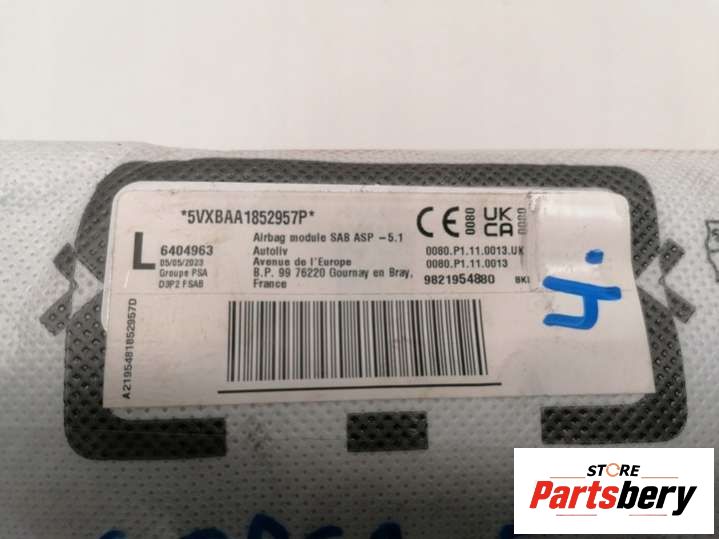 *5VXBAA1852957P*
L
6404963
05/05/2023
Groupe PSA
D3P2 FSAB
Airbag module SAB ASP -5.1
Autoliv
Avenue de l'Europe
B.P. 99 76220 Gournay en Bray,
France
CE 0080
UK CA 0080
0080.P1.11.0013.UK
0080.P1.11.0013
9821954880
BKI
A2195481852957D
4.
STORE
Partsbery